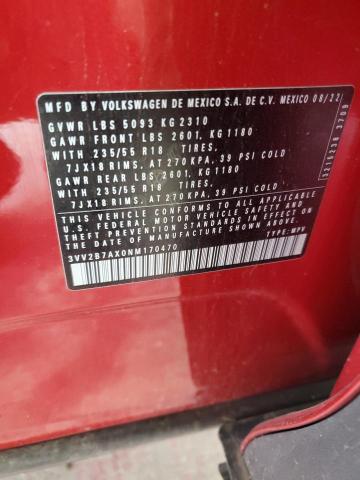 MFD BY VOLKSWAGEN DE MEXICO S.A. DE C.V. MEXICO 08/22
GVWR LBS 5093 KG 2310
GAWR FRONT LBS 2601, KG 1180
WITH 235/55 R18 TIRES,
7JX18 RIMS, AT 270 KPA, 39 PSI COLD
GAWR REAR LBS 2601, KG 1180
WITH 235/55 R18 TIRES,
7JX18 RIMS, AT 270 KPA, 39 PSI COLD
THIS VEHICLE CONFORMS TO ALL APPLICABLE
U.S. FEDERAL MOTOR VEHICLE SAFETY AND
THEFT PREVENTION STANDARDS IN EFFECT ON
THE DATE OF MANUFACTURE SHOWN ABOVE.
3VV2B7AX0NM170470 TYPE: MPV
3216238 3709